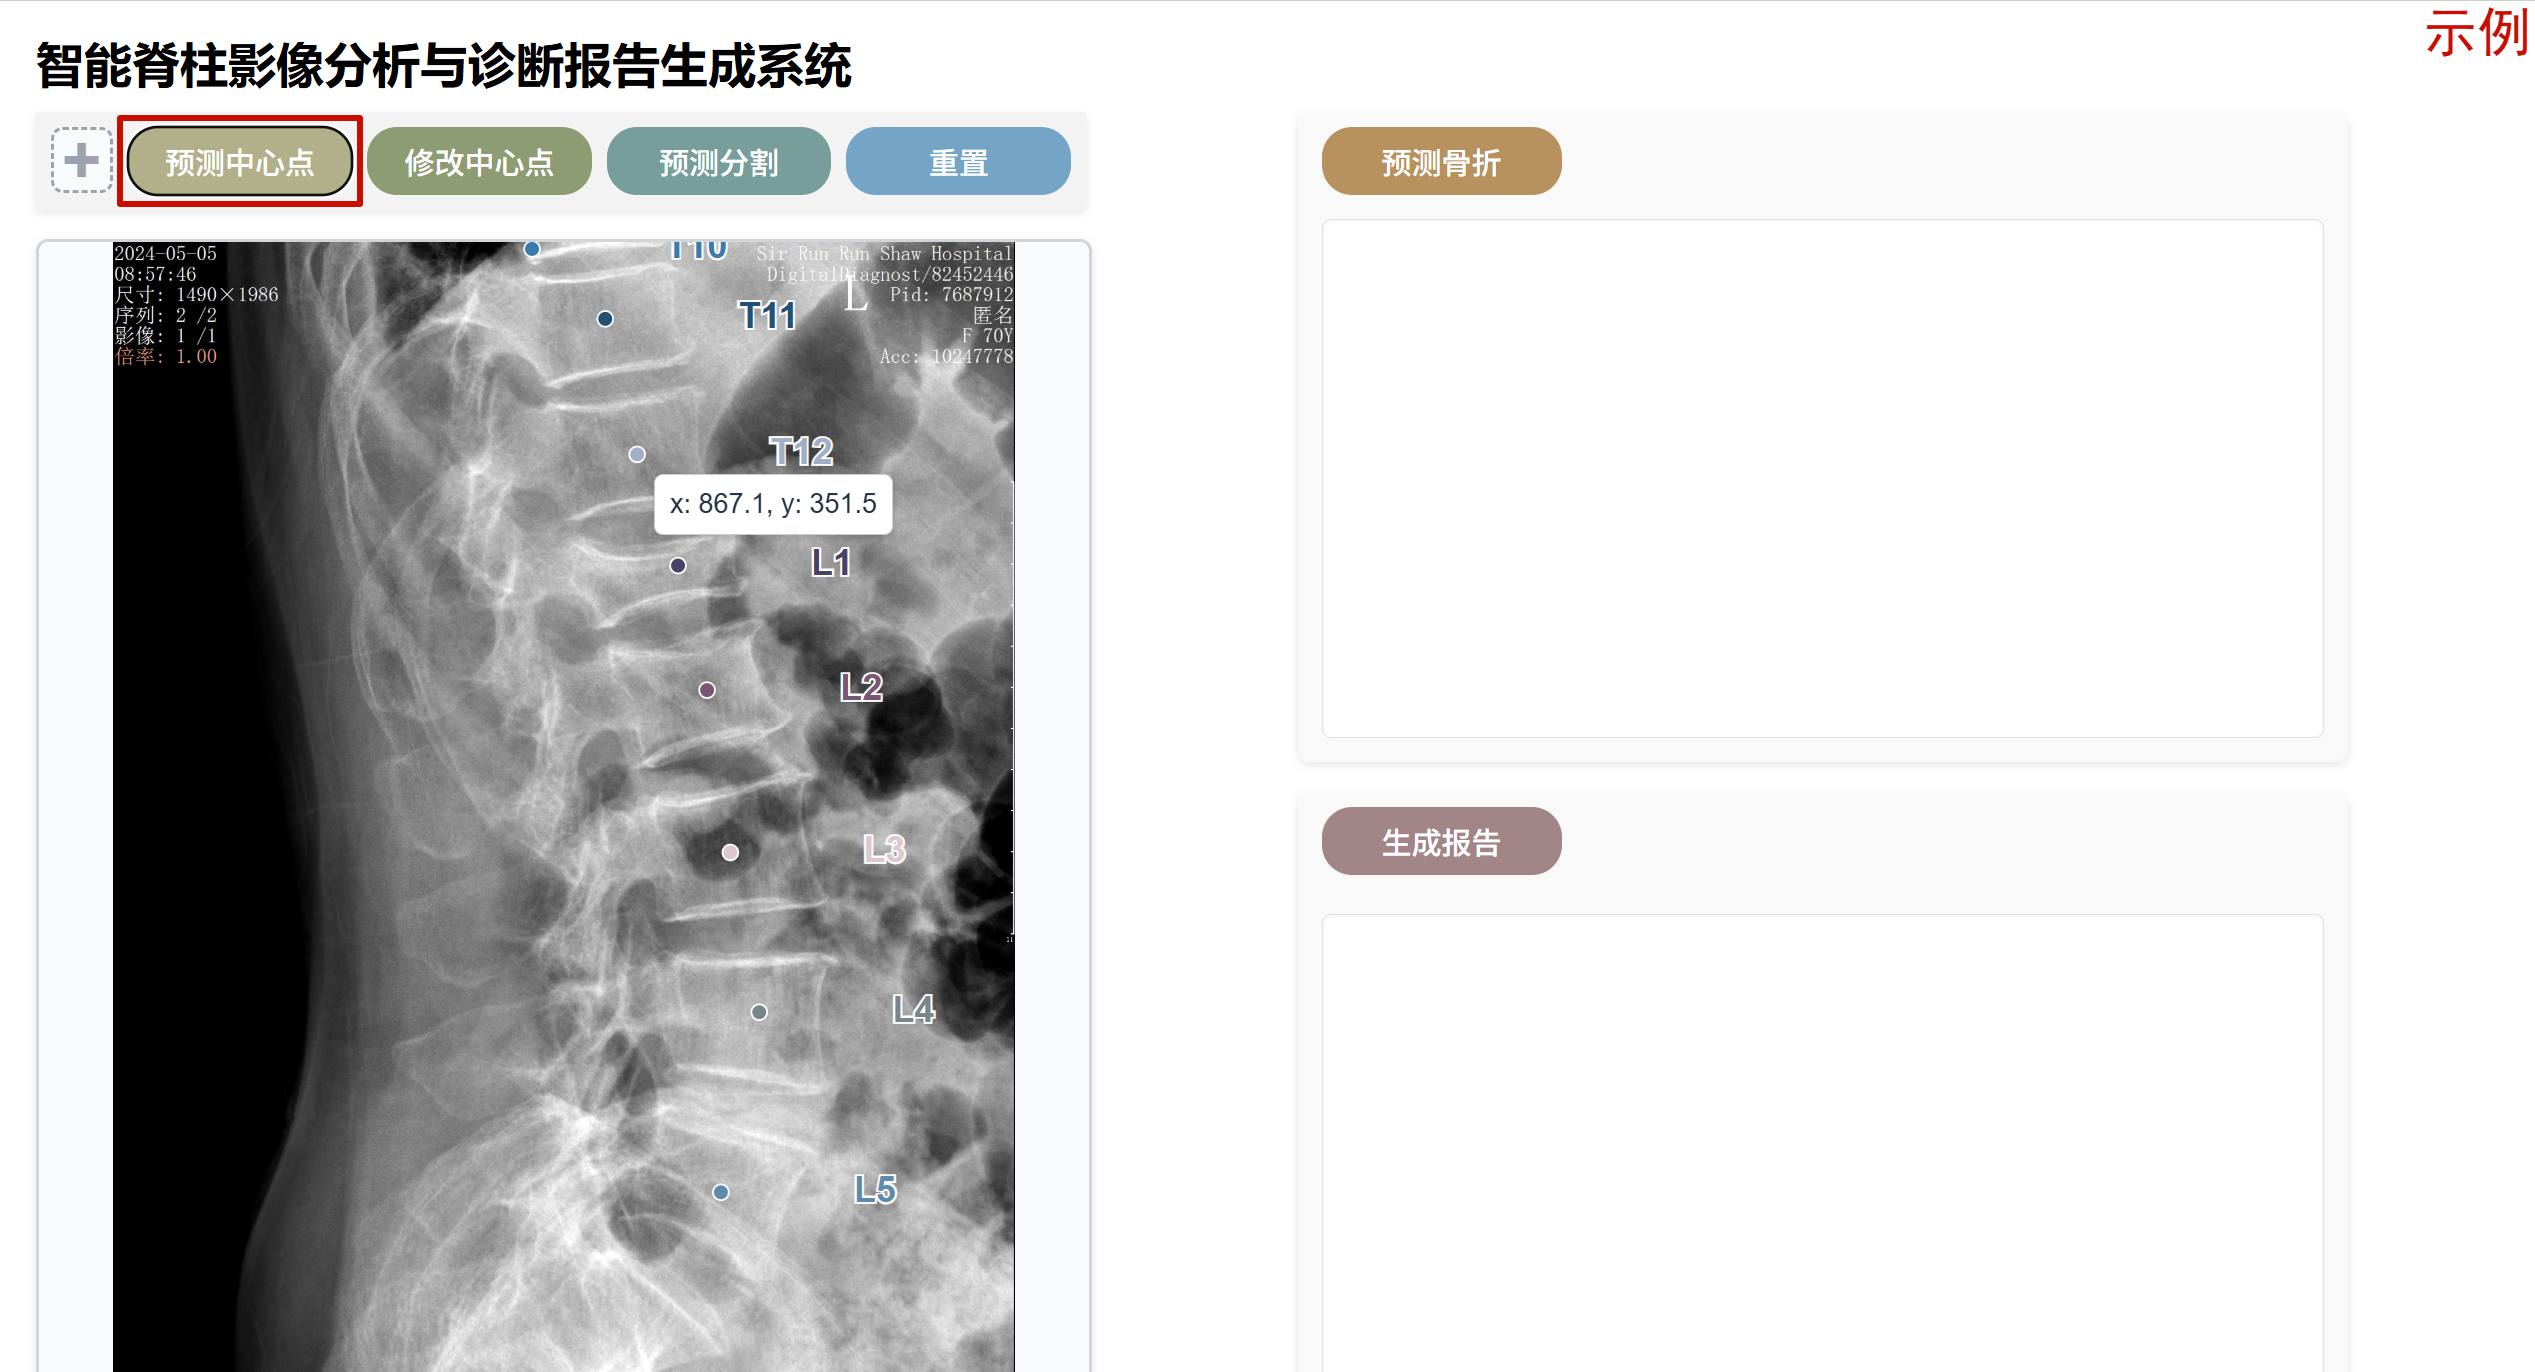 示例
智能脊柱影像分析与诊断报告生成系统
预测中心点
修改中心点
预测分割
重置
2024-05-05
08:57:46
尺寸: 1490×1986
序列: 2 /2
影像: 1 /1
倍率: 1.00
Sir Run Run Shaw Hospital
DigitalDiagnost/82452446
Pid: 7687912
匿名
F 70Y
Acc: 10247778
L
T10
T11
T12
x: 867.1, y: 351.5
L1
L2
L3
L4
L5
预测骨折
生成报告